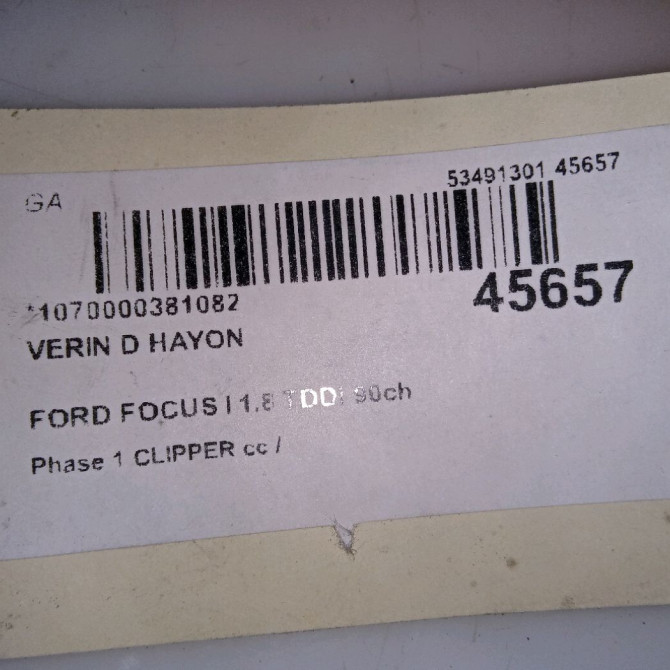 GA
53491301 45657
*1070000381082
45657
VERIN D HAYON
FORD FOCUS I 1.8 TDDi 90ch
Phase 1 CLIPPER cc /